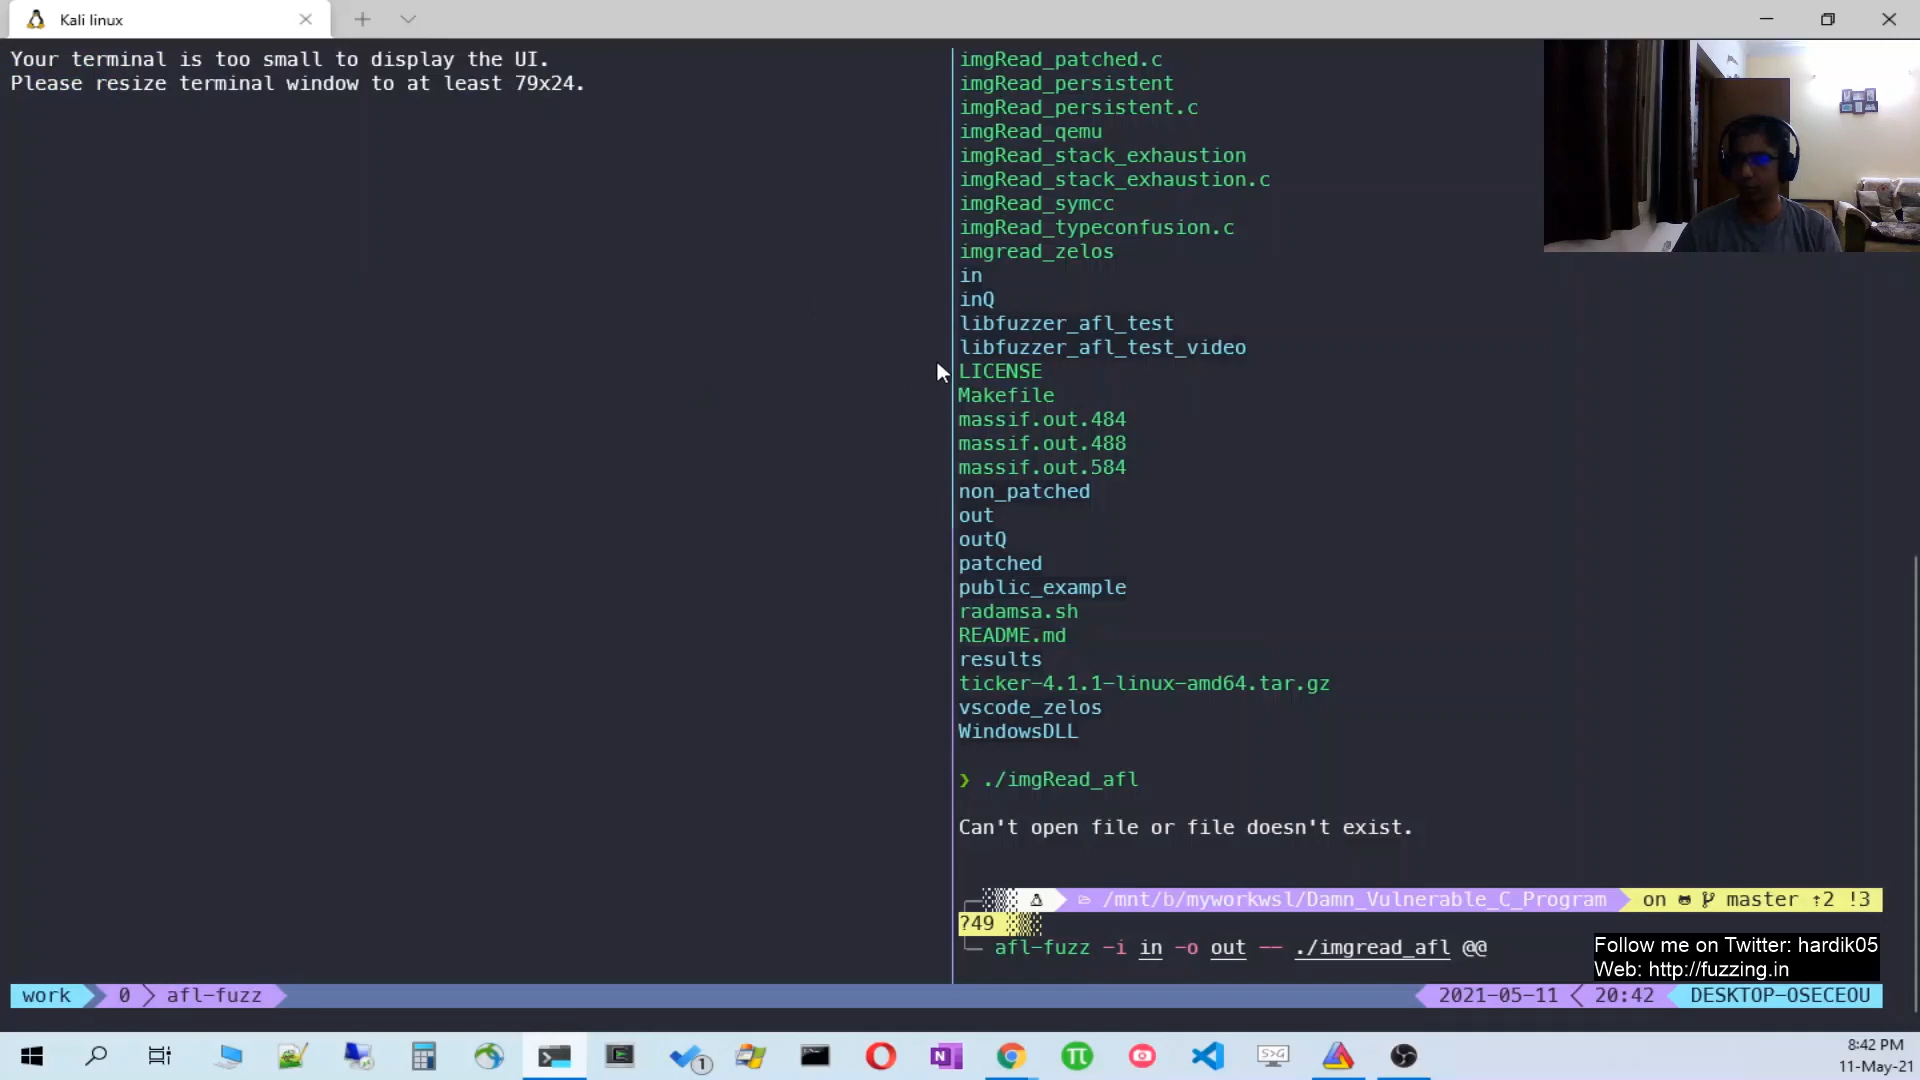 Kali linux
Your terminal is too small to display the UI.
Please resize terminal window to at least 79x24.
imgRead_patched.c
imgRead_persistent
imgRead_persistent.c
imgRead_qemu
imgRead_stack_exhaustion
imgRead_stack_exhaustion.c
imgRead_symcc
imgRead_typeconfusion.c
imgread_zelos
in
inQ
libfuzzer_afl_test
libfuzzer_afl_test_video
LICENSE
Makefile
massif.out.484
massif.out.488
massif.out.584
non_patched
out
outQ
patched
public_example
radamsa.sh
README.md
results
ticker-4.1.1-linux-amd64.tar.gz
vscode_zelos
WindowsDLL
❯ ./imgRead_afl
Can't open file or file doesn't exist.
/mnt/b/myworkwsl/Damn_Vulnerable_C_Program on master ↑2 !3
?49
afl-fuzz -i in -o out -- ./imgread_afl @@
Follow me on Twitter: hardik05
Web: http://fuzzing.in
work 0 afl-fuzz 2021-05-11 20:42 DESKTOP-OSECEOU
1
N
S>G
8:42 PM
11-May-21